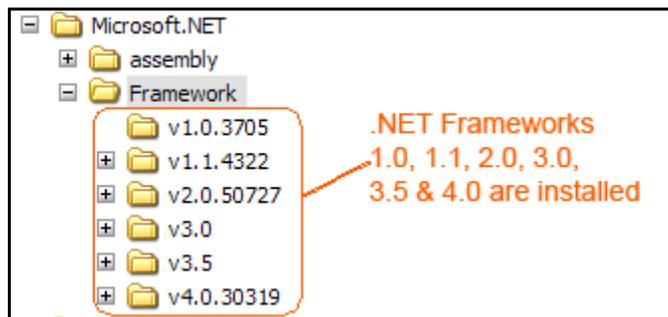 Microsoft.NET
assembly
Framework
v1.0.3705
v1.1.4322
v2.0.50727
v3.0
v3.5
v4.0.30319
.NET Frameworks
1.0, 1.1, 2.0, 3.0,
3.5 & 4.0 are installed